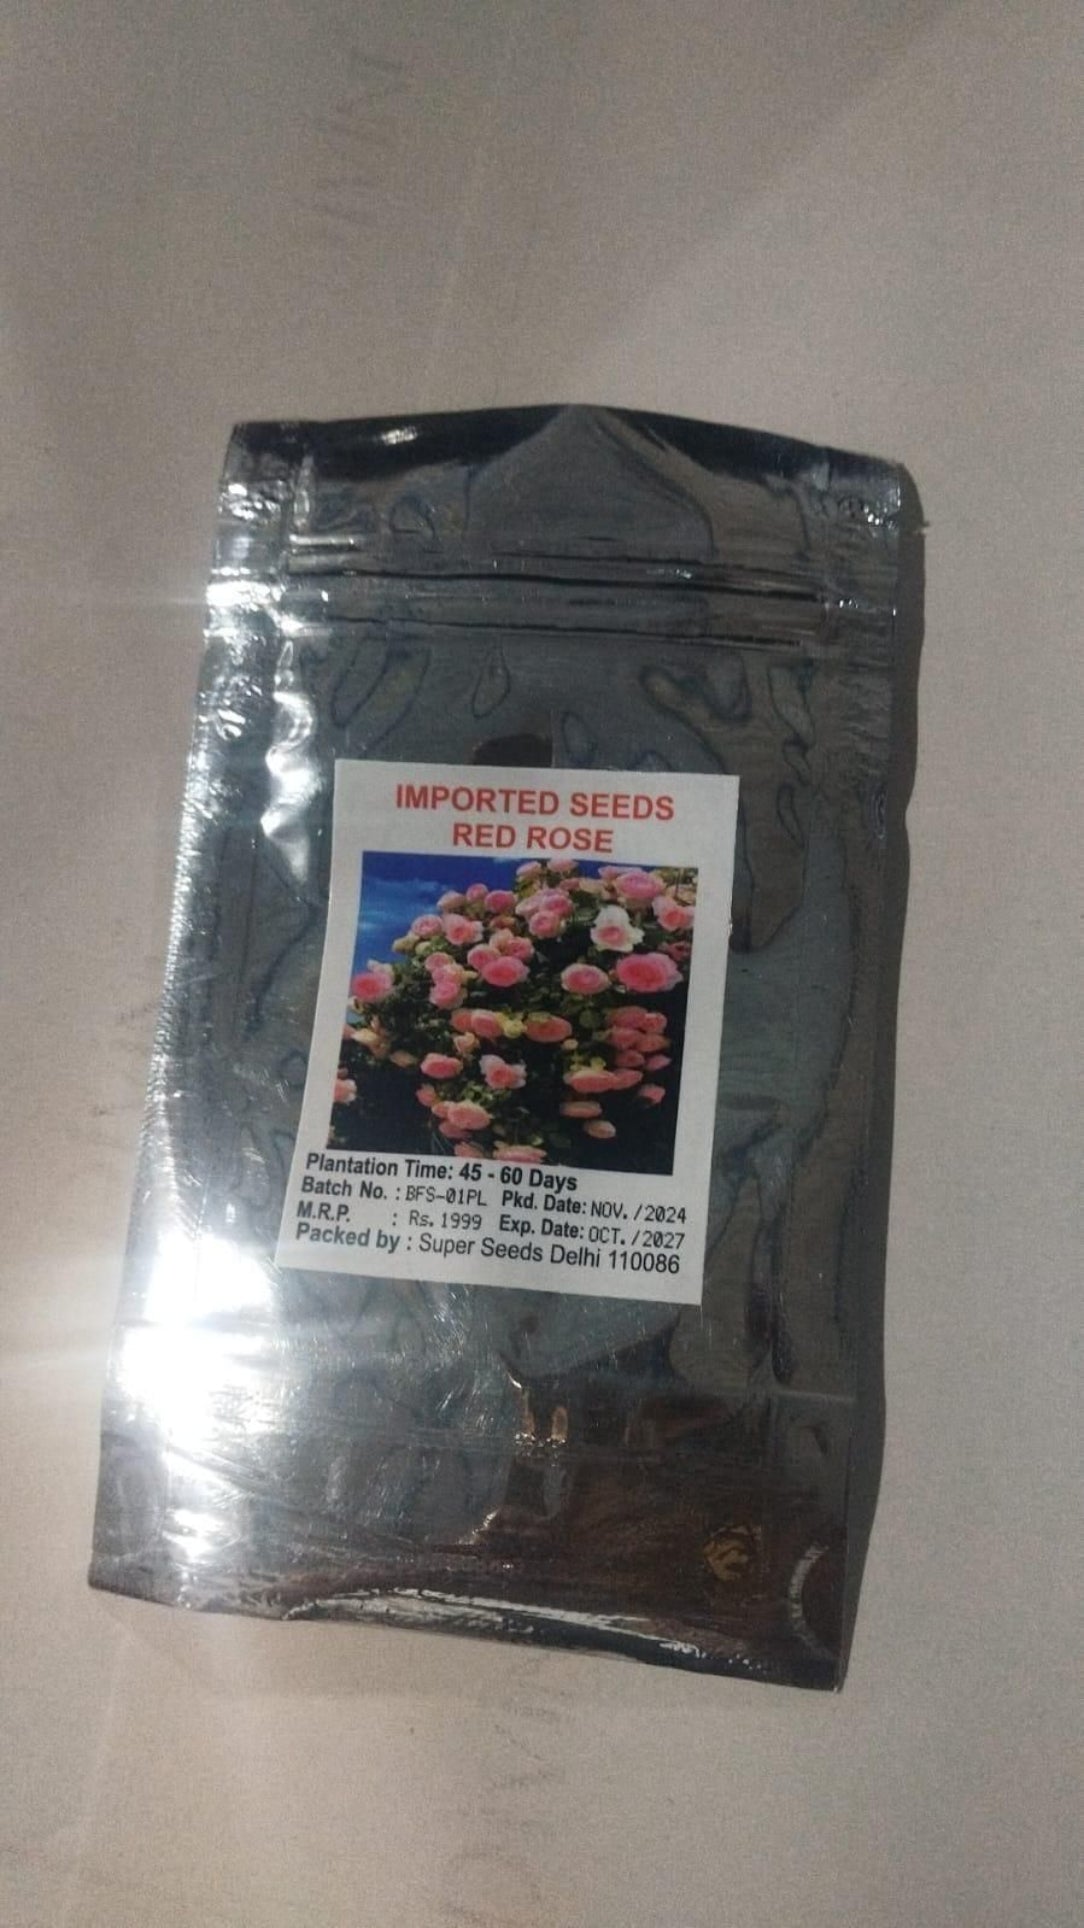 IMPORTED SEEDS
RED ROSE
Plantation Time: 45 - 60 Days
Batch No. : BFS-01PL Pkd. Date: NOV. /2024
M.R.P. : Rs. 1999 Exp. Date: OCT. /2027
Packed by : Super Seeds Delhi 110086